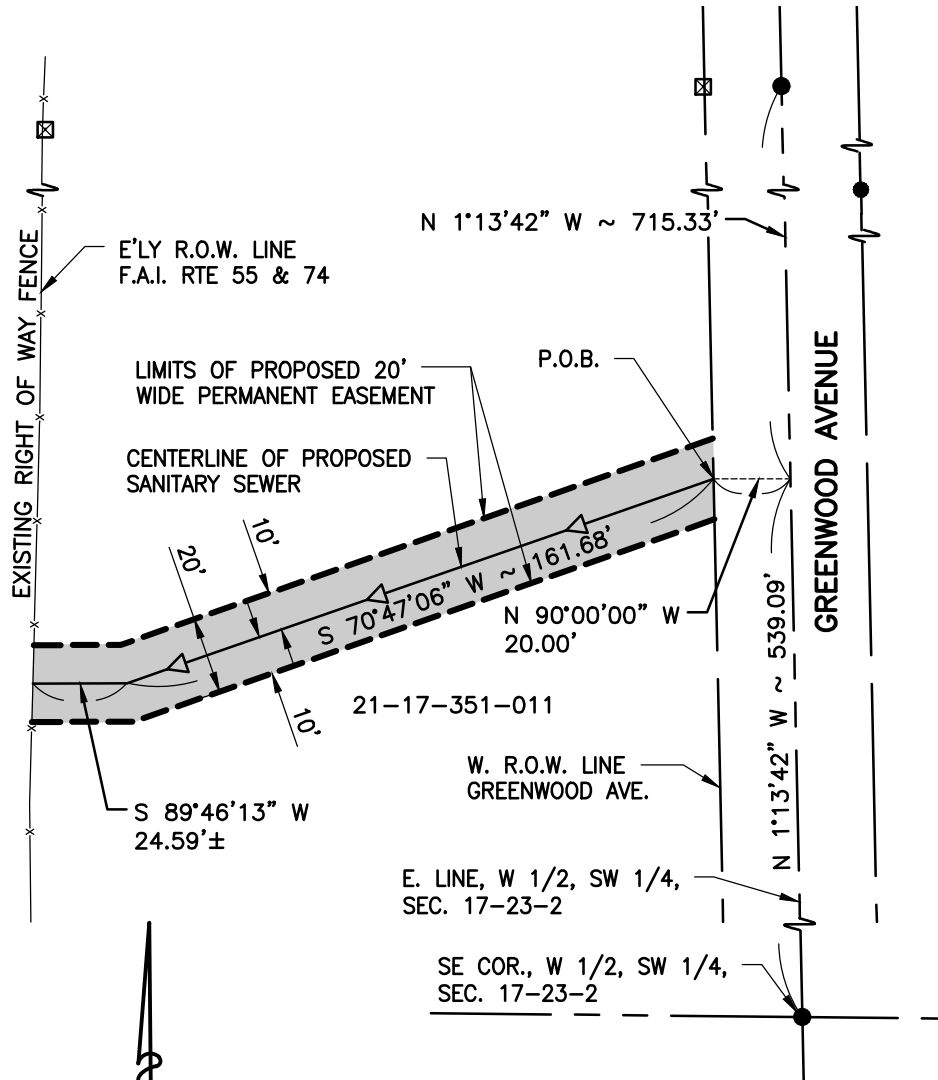 N 1°13'42" W ~ 715.33'
E'LY R.O.W. LINE
F.A.I. RTE 55 & 74
EXISTING RIGHT OF WAY FENCE
LIMITS OF PROPOSED 20'
WIDE PERMANENT EASEMENT
P.O.B.
GREENWOOD AVENUE
CENTERLINE OF PROPOSED
SANITARY SEWER
10'
20'
S 70°47'06" W ~ 161.68'
N 90°00'00" W
20.00'
N 1°13'42" W ~ 539.09'
10'
21-17-351-011
W. R.O.W. LINE
GREENWOOD AVE.
S 89°46'13" W
24.59'±
E. LINE, W 1/2, SW 1/4,
SEC. 17-23-2
SE COR., W 1/2, SW 1/4,
SEC. 17-23-2